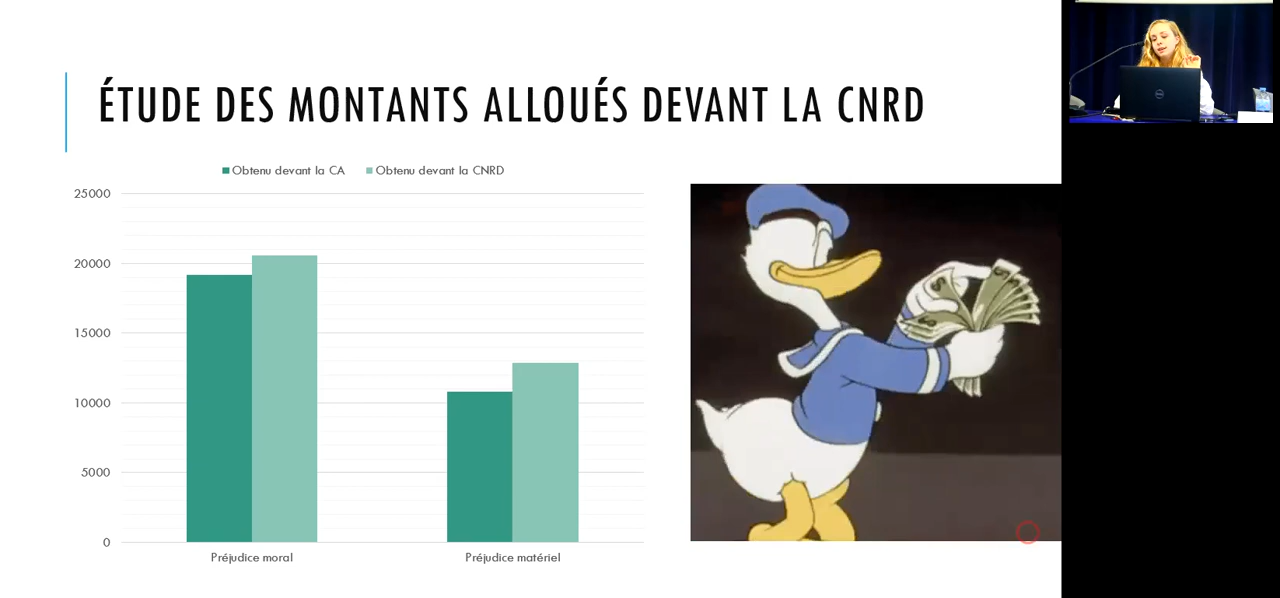 ÉTUDE DES MONTANTS ALLOUÉS DEVANT LA CNRD
Obtenu devant la CA Obtenu devant la CNRD
25000
20000
15000
10000
5000
0
Préjudice moral Préjudice matériel